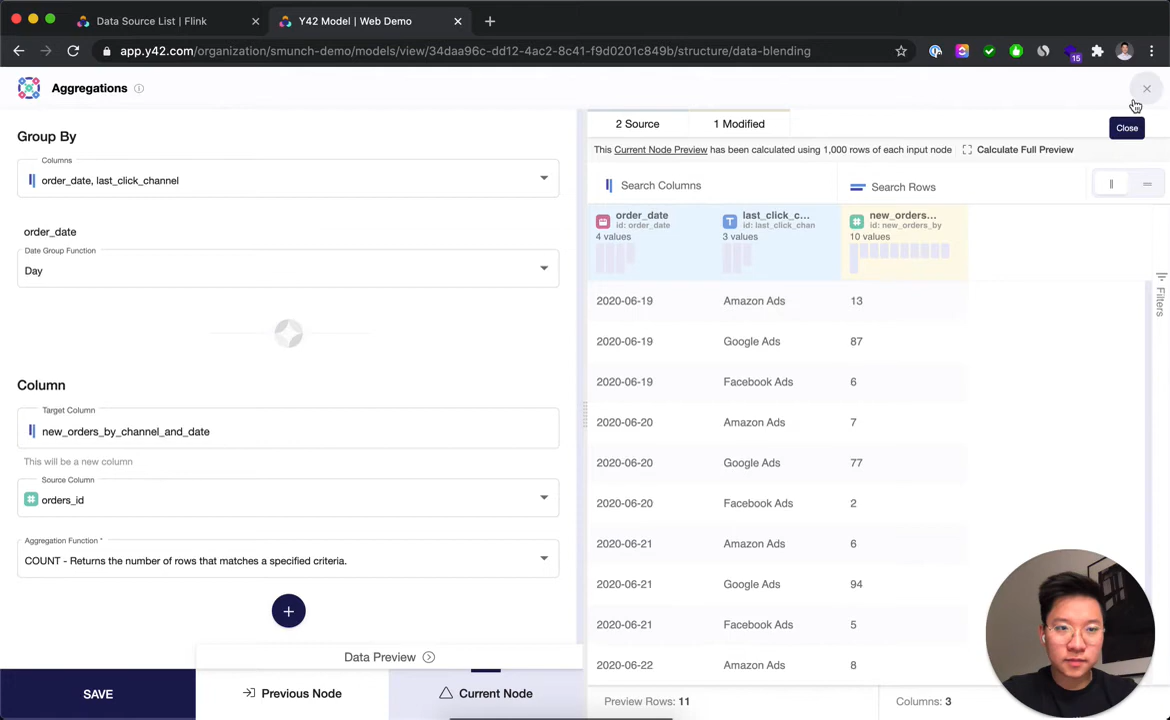 Data Source List | Flink
Y42 Model | Web Demo
app.y42.com/organization/smunch-demo/models/view/34daa96c-dd12-4ac2-8c41-f9d0201c849b/structure/data-blending
15
Aggregations
Close
Group By
Columns
order_date, last_click_channel
order_date
Date Group Function
Day
Column
Target Column
new_orders_by_channel_and_date
This will be a new column
Source Column
orders_id
Aggregation Function *
COUNT - Returns the number of rows that matches a specified criteria.
Data Preview
SAVE
Previous Node
Current Node
2 Source
1 Modified
This Current Node Preview has been calculated using 1,000 rows of each input node
Calculate Full Preview
Search Columns
Search Rows
order_date
id: order_date
4 values
last_click_c...
id: last_click_chan
3 values
new_orders...
id: new_orders_by
10 values
2020-06-19 Amazon Ads 13
2020-06-19 Google Ads 87
2020-06-19 Facebook Ads 6
2020-06-20 Amazon Ads 7
2020-06-20 Google Ads 77
2020-06-20 Facebook Ads 2
2020-06-21 Amazon Ads 6
2020-06-21 Google Ads 94
2020-06-21 Facebook Ads 5
2020-06-22 Amazon Ads 8
Filters
Preview Rows: 11
Columns: 3